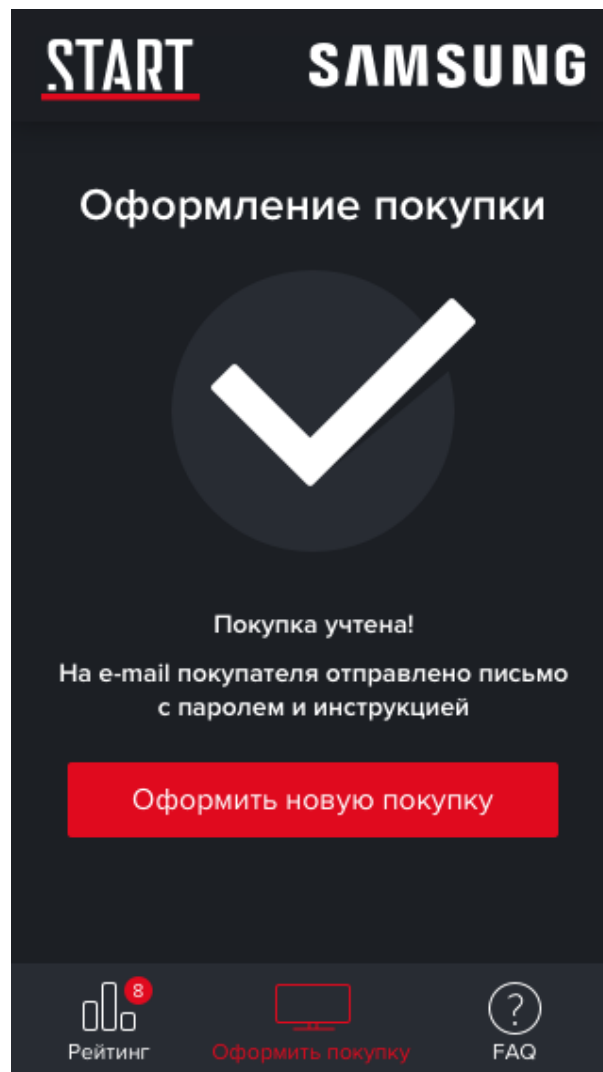 .START
SAMSUNG
Оформление покупки
Покупка учтена!
На e-mail покупателя отправлено письмо
с паролем и инструкцией
Оформить новую покупку
8
Рейтинг
Оформить покупку
?
FAQ